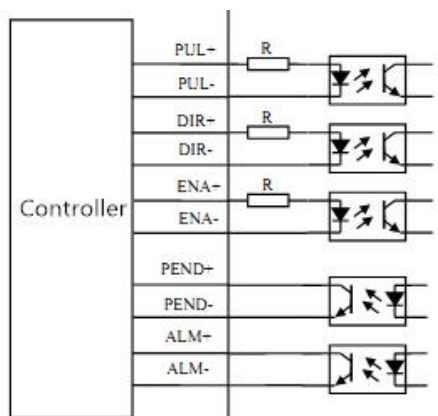 PUL+
R
PUL-
DIR+
R
DIR-
ENA+
R
Controller
ENA-
PEND+
PEND-
ALM+
ALM-